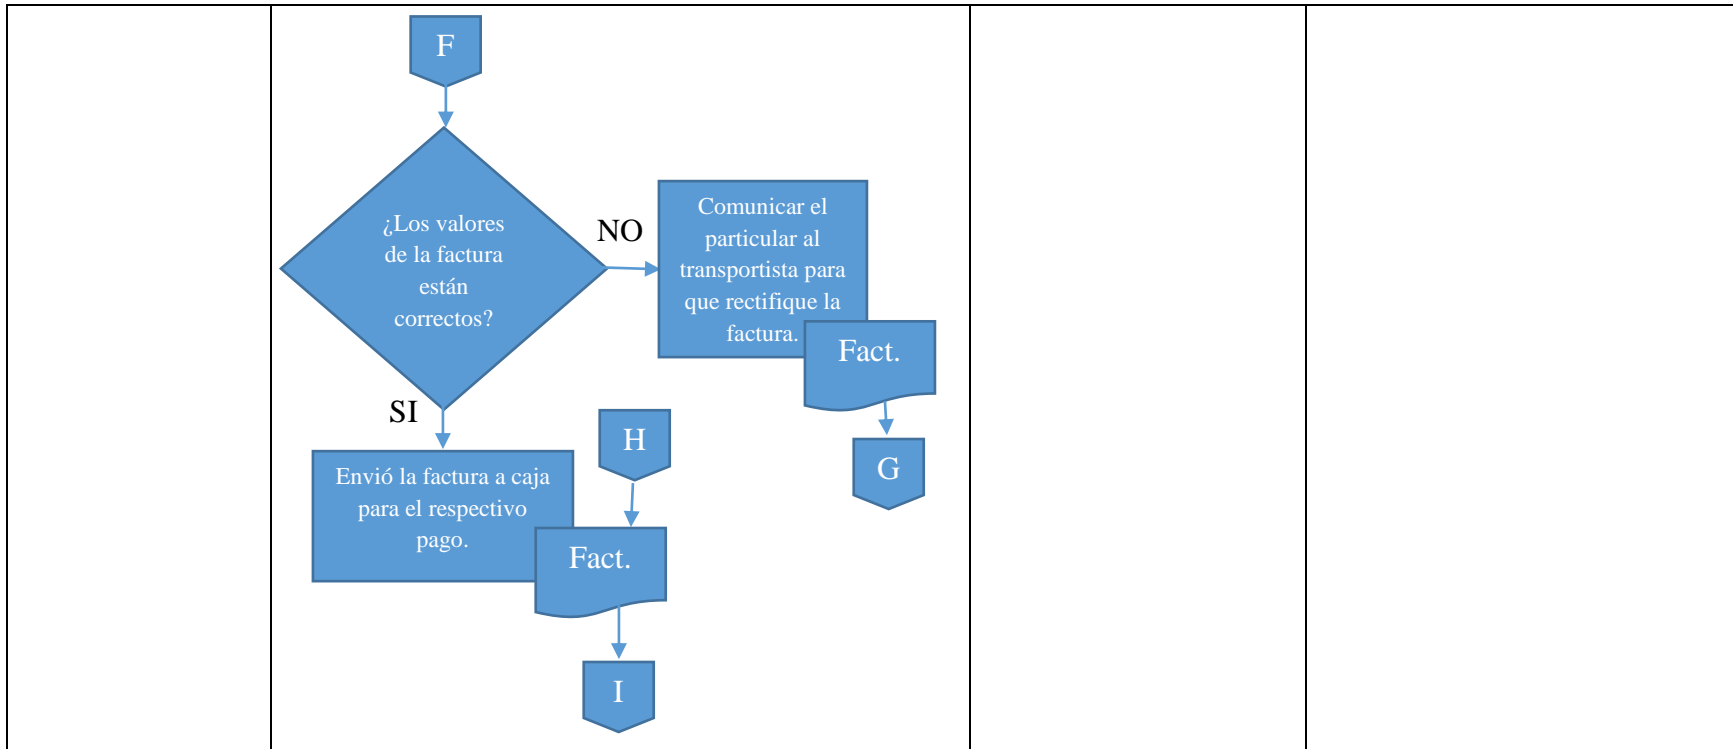 F
¿Los valores
de la factura
están
correctos?
NO
Comunicar el
particular al
transportista para
que rectifique la
factura.
Fact.
G
SI
Envió la factura a caja
para el respectivo
pago.
H
Fact.
I